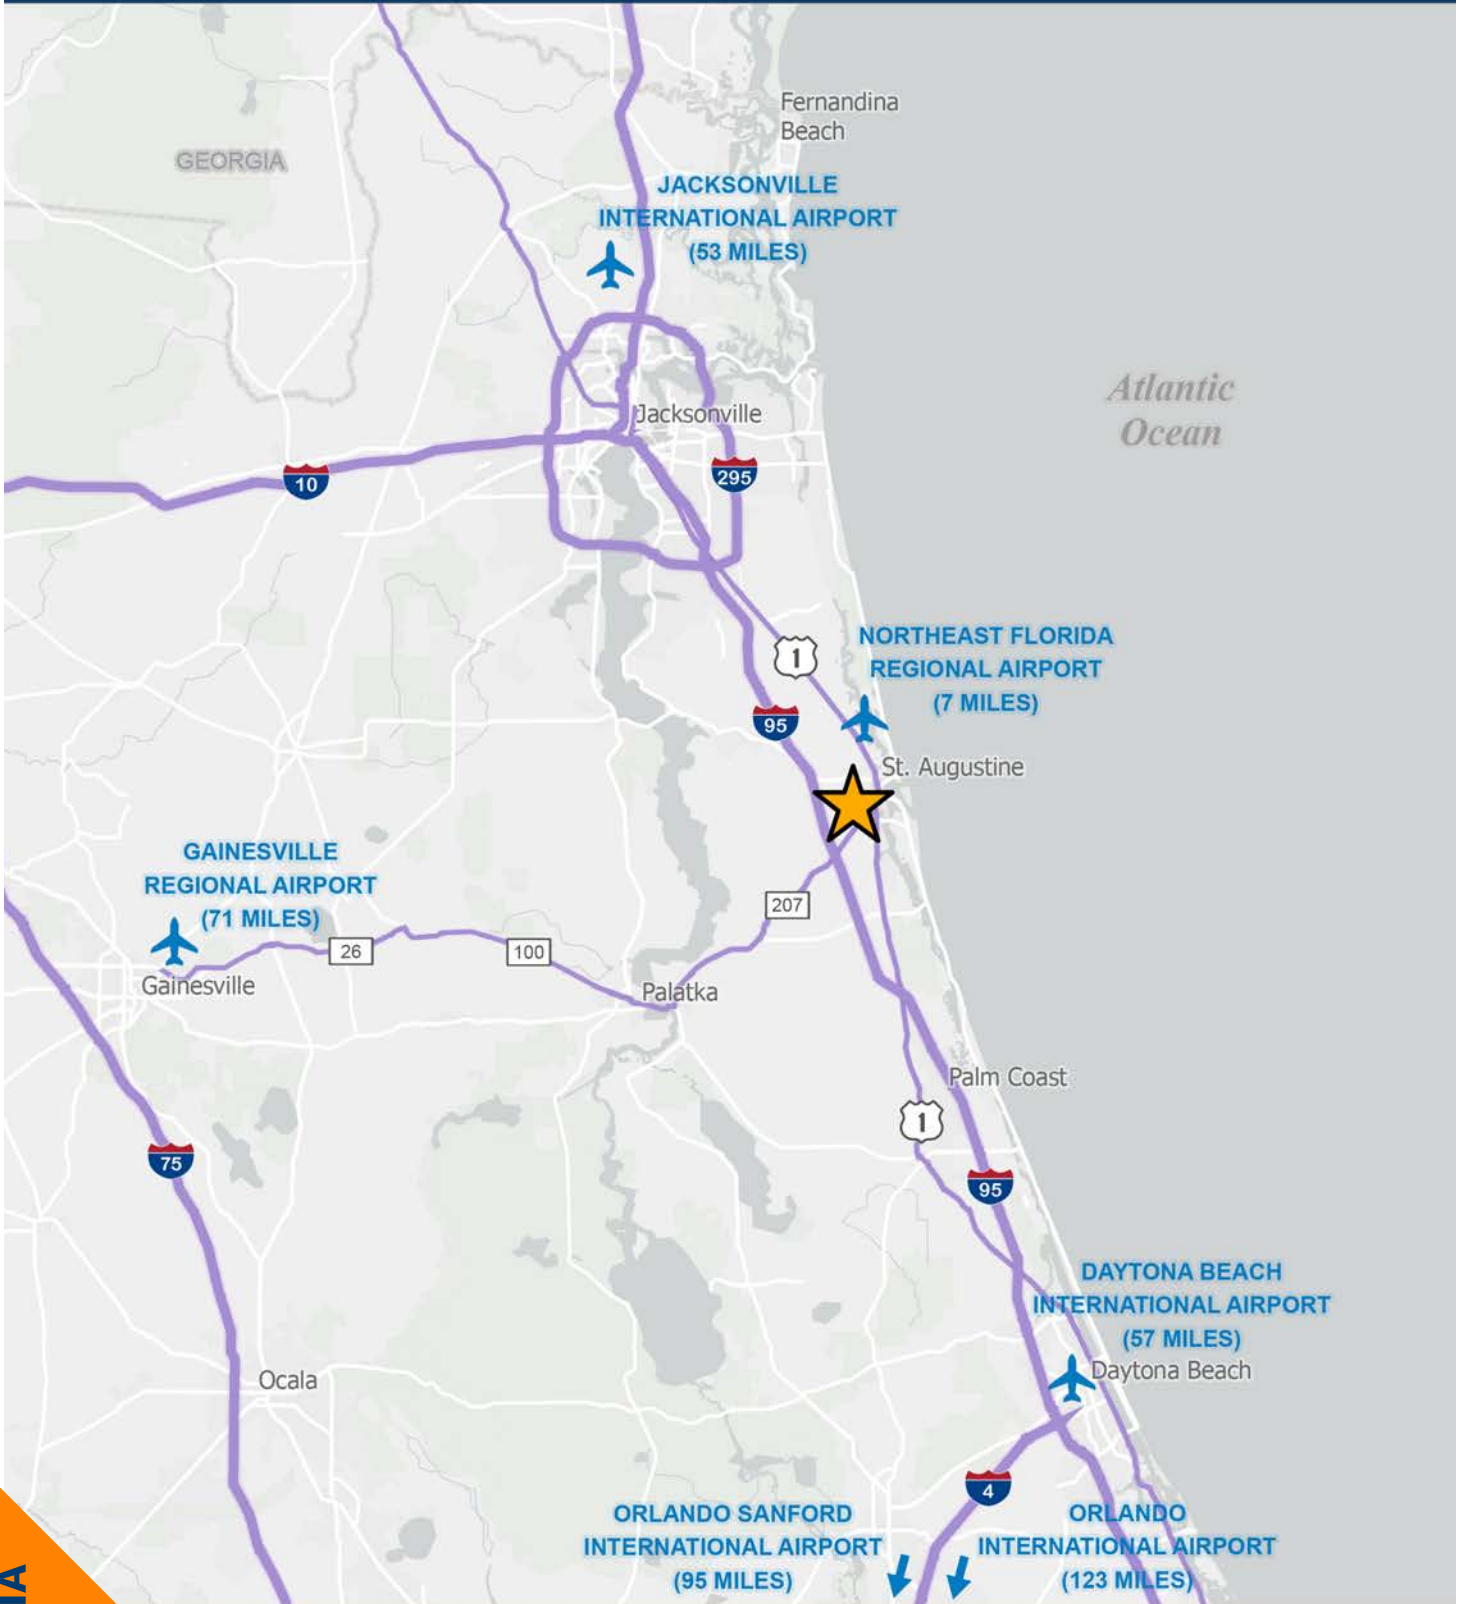 Fernandina
Beach
GEORGIA
JACKSONVILLE
INTERNATIONAL AIRPORT
(53 MILES)
Atlantic
Ocean
Jacksonville
10
295
NORTHEAST FLORIDA
REGIONAL AIRPORT
(7 MILES)
1
95
St. Augustine
GAINESVILLE
REGIONAL AIRPORT
(71 MILES)
207
26
100
Gainesville
Palatka
Palm Coast
1
75
95
DAYTONA BEACH
INTERNATIONAL AIRPORT
(57 MILES)
Daytona Beach
Ocala
4
ORLANDO SANFORD
INTERNATIONAL AIRPORT
(95 MILES)
ORLANDO
INTERNATIONAL AIRPORT
(123 MILES)